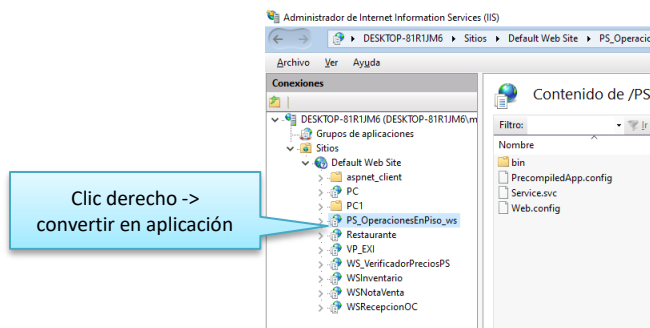 Administrador de Internet Information Services (IIS)
DESKTOP-81R1JM6 Sitios Default Web Site PS_Operacio
Archivo Ver Ayuda
Conexiones
DESKTOP-81R1JM6 (DESKTOP-81R1JM6\m
Grupos de aplicaciones
Sitios
Default Web Site
aspnet_client
PC
PC1
PS_OperacionesEnPiso_ws
Restaurante
VP_EXI
WS_VerificadorPreciosPS
WSInventario
WSNotaVenta
WSRecepcionOC
Contenido de /PS
Filtro: Ir
Nombre
bin
PrecompiledApp.config
Service.svc
Web.config
Clic derecho ->
convertir en aplicación